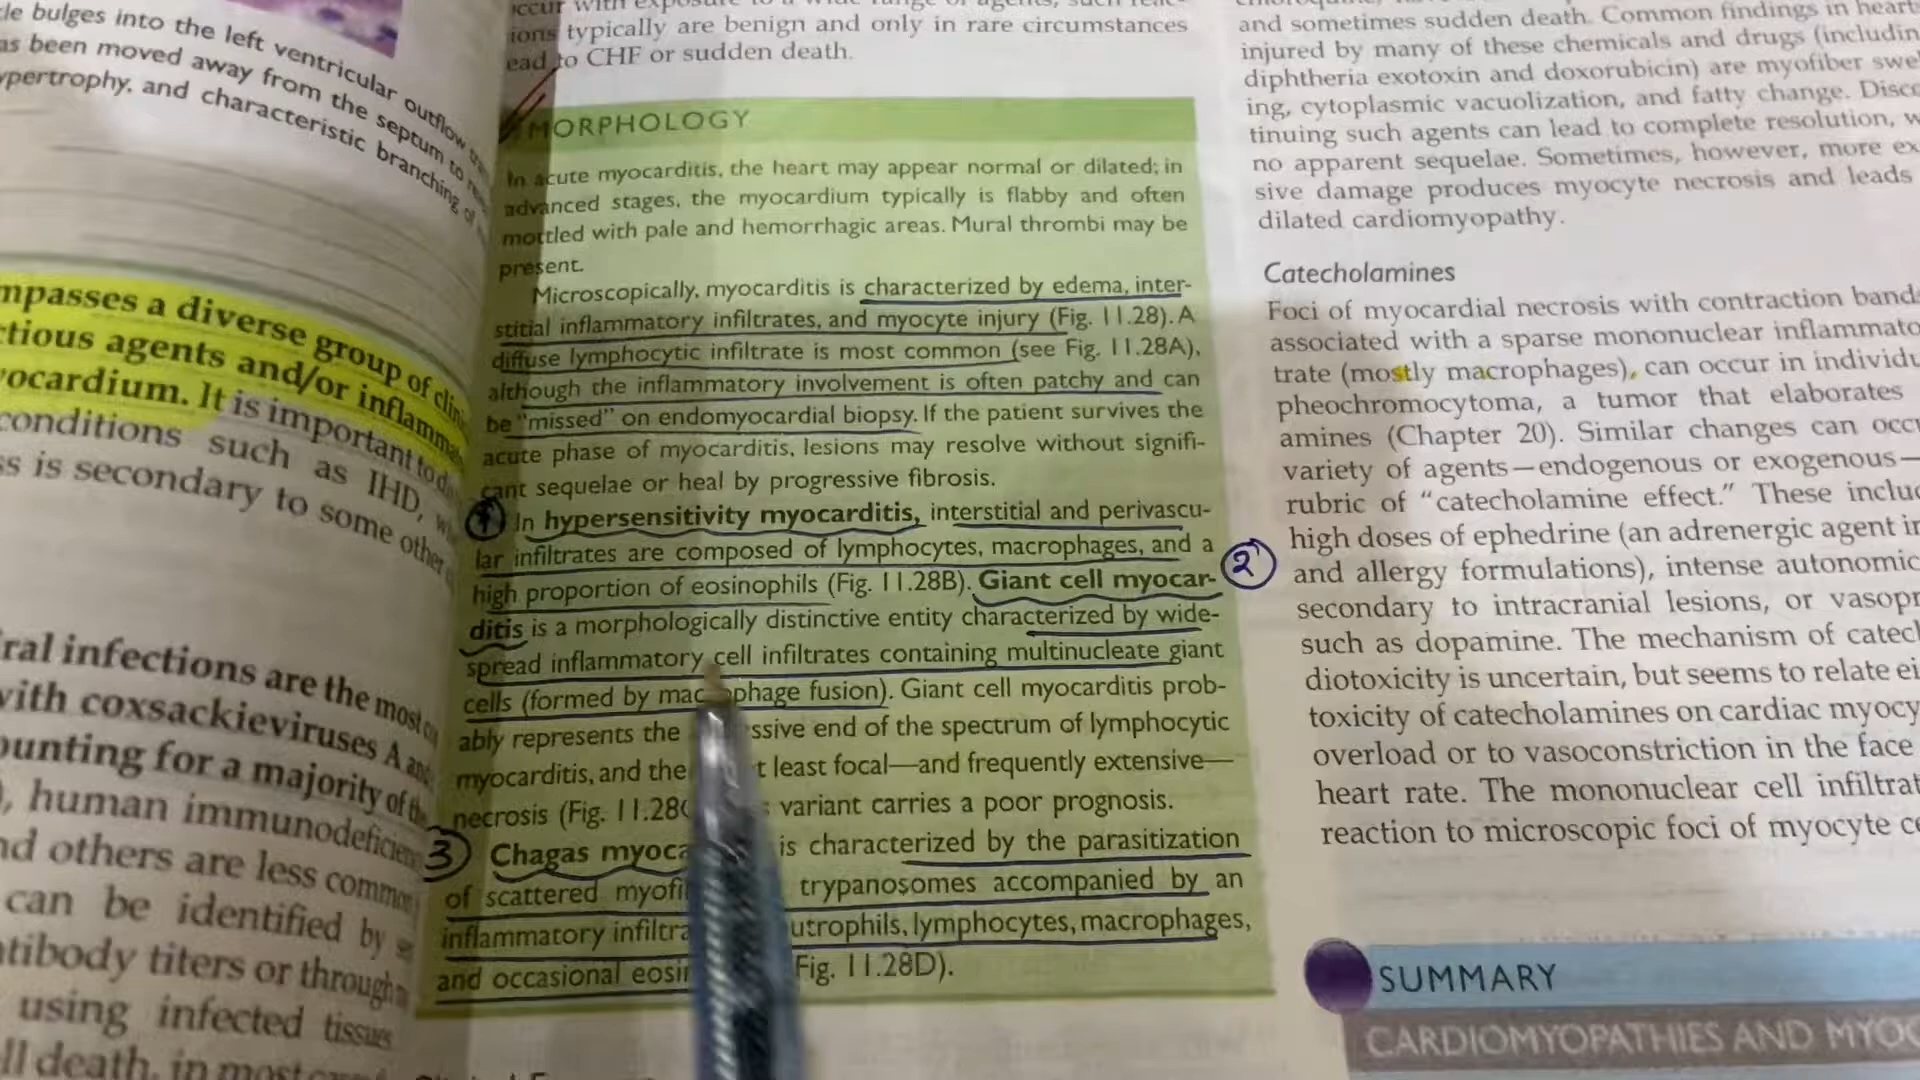 le bulges into the left ventricular outflow
as been moved away from the septum to
ypertrophy, and characteristic branching of
mpasses a diverse group of
ctious agents and/or
ocardium. It is important to
conditions such as IHD,
ss is secondary to some other
ral infections are the most
with coxsackieviruses A and
ounting for a majority of the
), human
nd others are less common
can be identified by
tibody titers or through
using infected tissues
ll death, in most
occur with exposure to a wide range of agents, such
ions typically are benign and only in rare circumstances
ead to CHF or sudden death.
MORPHOLOGY
In acute myocarditis, the heart may appear normal or dilated; in
advanced stages, the myocardium typically is flabby and often
mottled with pale and hemorrhagic areas. Mural thrombi may be
present.
Microscopically, myocarditis is characterized by edema, inter-
stitial inflammatory infiltrates, and myocyte injury (Fig. 11.28). A
diffuse lymphocytic infiltrate is most common (see Fig. 11.28A),
although the inflammatory involvement is often patchy and can
be "missed" on endomyocardial biopsy. If the patient survives the
acute phase of myocarditis, lesions may resolve without signifi-
cant sequelae or heal by progressive fibrosis.
1 In hypersensitivity myocarditis, interstitial and perivascu-
lar infiltrates are composed of lymphocytes, macrophages, and a
high proportion of eosinophils (Fig. 11.28B). Giant cell myocar- 2
ditis is a morphologically distinctive entity characterized by wide-
spread inflammatory cell infiltrates containing multinucleate giant
cells (formed by mac phage fusion). Giant cell myocarditis prob-
ably represents the ssive end of the spectrum of lymphocytic
myocarditis, and the t least focal—and frequently extensive—
necrosis (Fig. 11.28C variant carries a poor prognosis.
3 Chagas myoca is characterized by the parasitization
of scattered myofi trypanosomes accompanied by an
inflammatory infiltra utrophils, lymphocytes, macrophages,
and occasional eosi Fig. 11.28D).
and sometimes sudden death. Common findings in heart
injured by many of these chemicals and drugs (includin
diphtheria exotoxin and doxorubicin) are myofiber swe
ing, cytoplasmic vacuolization, and fatty change. Disco
tinuing such agents can lead to complete resolution, w
no apparent sequelae. Sometimes, however, more ex
sive damage produces myocyte necrosis and leads
dilated cardiomyopathy.
Catecholamines
Foci of myocardial necrosis with contraction band
associated with a sparse mononuclear inflammato
trate (mostly macrophages), can occur in individu
pheochromocytoma, a tumor that elaborates
amines (Chapter 20). Similar changes can occu
variety of agents—endogenous or exogenous—
rubric of "catecholamine effect." These inclu
high doses of ephedrine (an adrenergic agent in
and allergy formulations), intense autonomic
secondary to intracranial lesions, or vasopr
such as dopamine. The mechanism of catec
diotoxicity is uncertain, but seems to relate ei
toxicity of catecholamines on cardiac myocy
overload or to vasoconstriction in the face
heart rate. The mononuclear cell infiltrat
reaction to microscopic foci of myocyte ce
SUMMARY
CARDIOMYOPATHIES AND MYOC